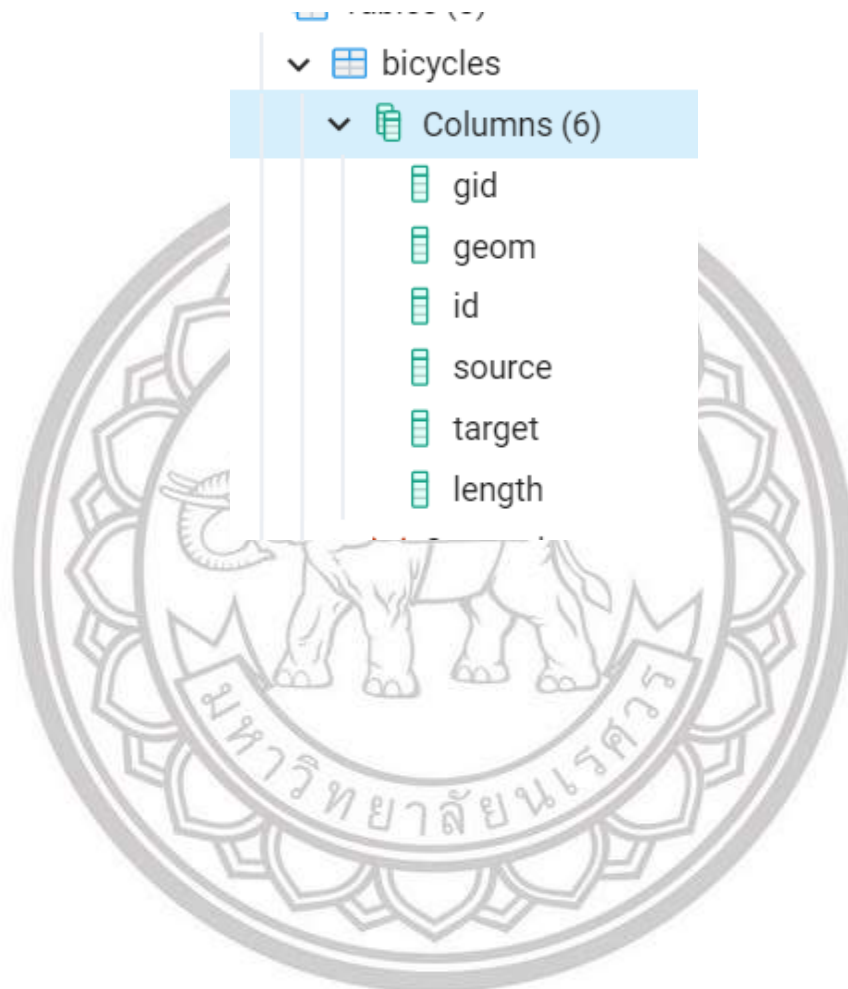 bicycles
Columns (6)
gid
geom
id
source
target
length
มหาวิทยาลัยนเรศวร